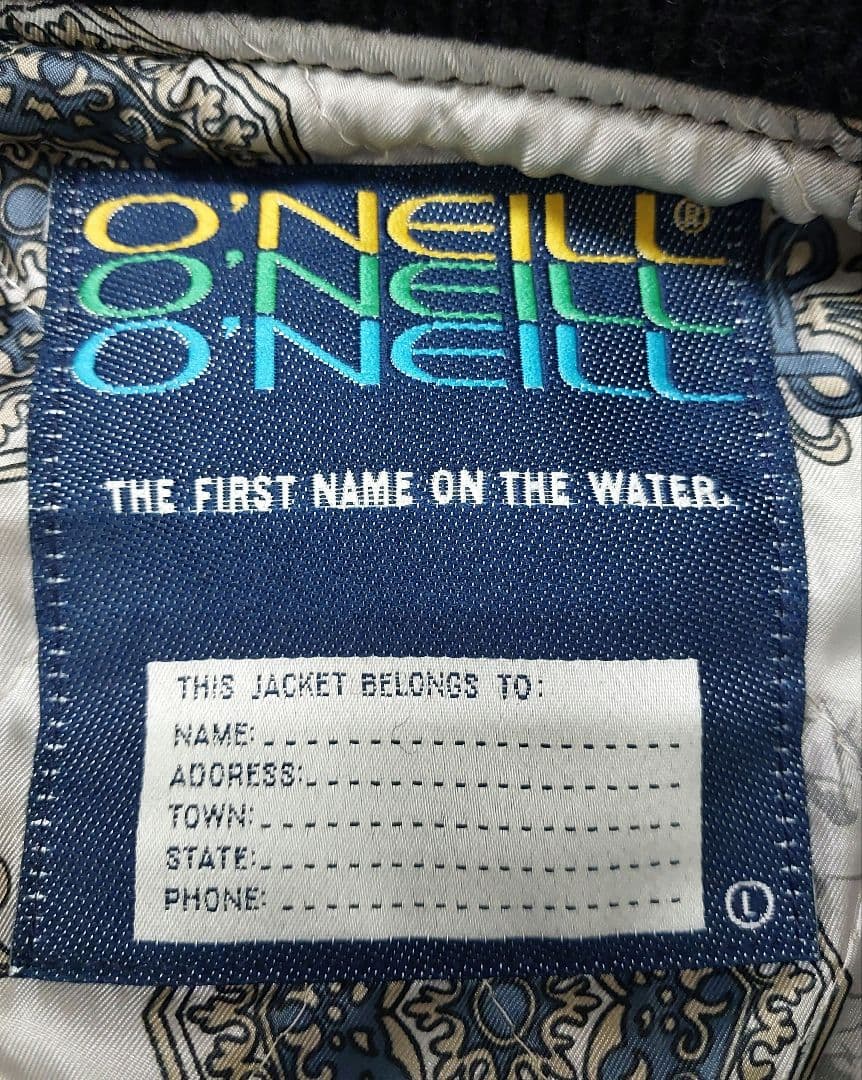 O'NEILL®
O'NEILL
O'NEILL
THE FIRST NAME ON THE WATER.
THIS JACKET BELONGS TO:
NAME:
ADDRESS:
TOWN:
STATE:
PHONE:
L